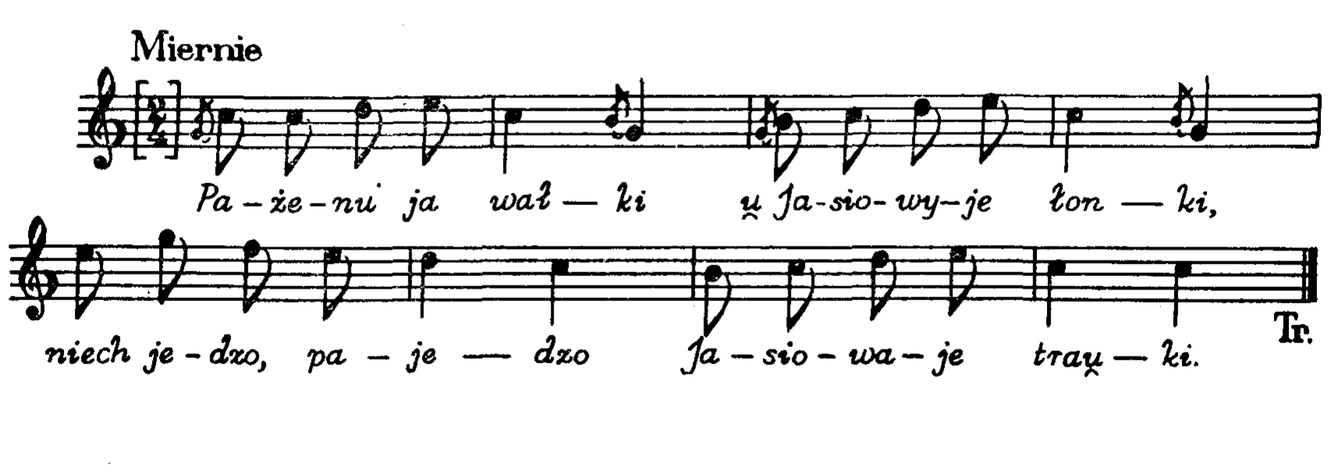 Miernie
Pa-że-nu ja wał-ki u̯ Ja-sio-wy-je łon-ki,
niech je-dzo, pa-je-dzo Ja-sio-wa-je trau̯-ki.
Tr.